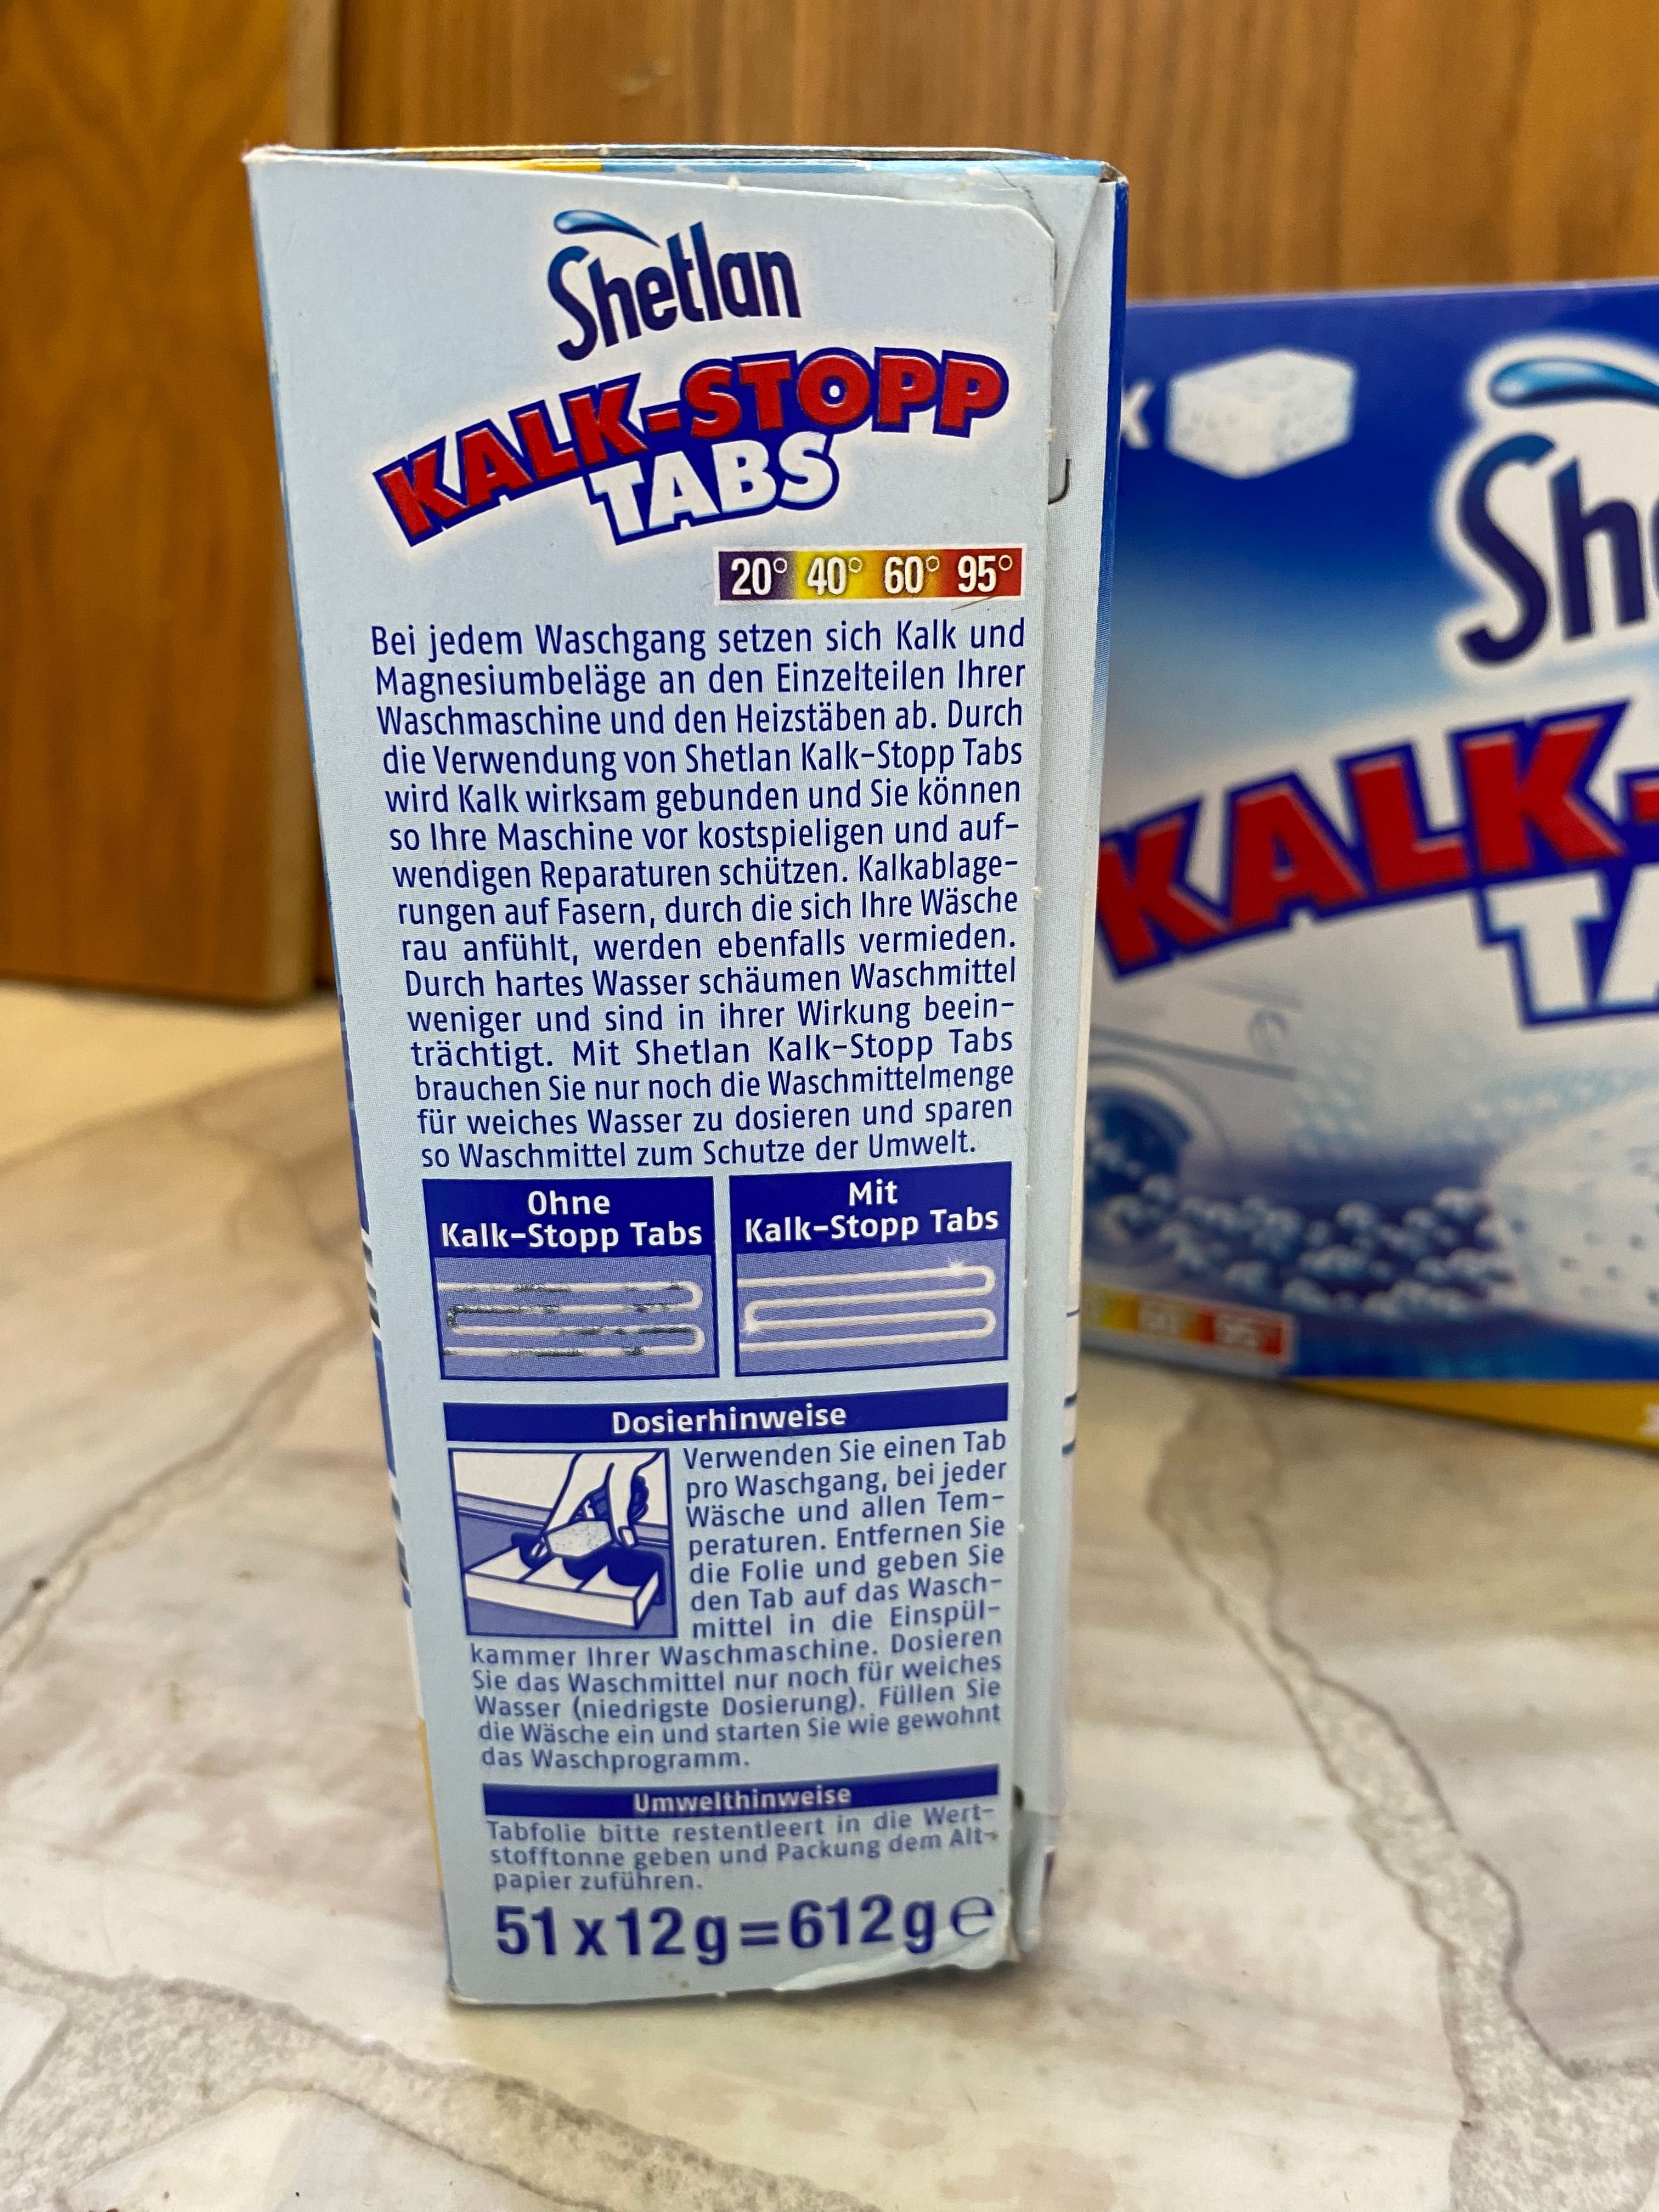 Shetlan
KALK-STOPP
TABS
20° 40° 60° 95°
Bei jedem Waschgang setzen sich Kalk und
Magnesiumbeläge an den Einzelteilen Ihrer
Waschmaschine und den Heizstäben ab. Durch
die Verwendung von Shetlan Kalk-Stopp Tabs
wird Kalk wirksam gebunden und Sie können
so Ihre Maschine vor kostspieligen und auf-
wendigen Reparaturen schützen. Kalkablage-
rungen auf Fasern, durch die sich Ihre Wäsche
rau anfühlt, werden ebenfalls vermieden.
Durch hartes Wasser schäumen Waschmittel
weniger und sind in ihrer Wirkung beein-
trächtigt. Mit Shetlan Kalk-Stopp Tabs
brauchen Sie nur noch die Waschmittelmenge
für weiches Wasser zu dosieren und sparen
so Waschmittel zum Schutze der Umwelt.
Ohne
Kalk-Stopp Tabs
Mit
Kalk-Stopp Tabs
Dosierhinweise
Verwenden Sie einen Tab
pro Waschgang, bei jeder
Wäsche und allen Tem-
peraturen. Entfernen Sie
die Folie und geben Sie
den Tab auf das Wasch-
mittel in die Einspül-
kammer Ihrer Waschmaschine. Dosieren
Sie das Waschmittel nur noch für weiches
Wasser (niedrigste Dosierung). Füllen Sie
die Wäsche ein und starten Sie wie gewohnt
das Waschprogramm.
Umwelthinweise
Tabfolie bitte restentleert in die Wert-
stofftonne geben und Packung dem Alt-
papier zuführen.
51x12g=612g℮
x
Sh
KALK-
TA
60° 95°